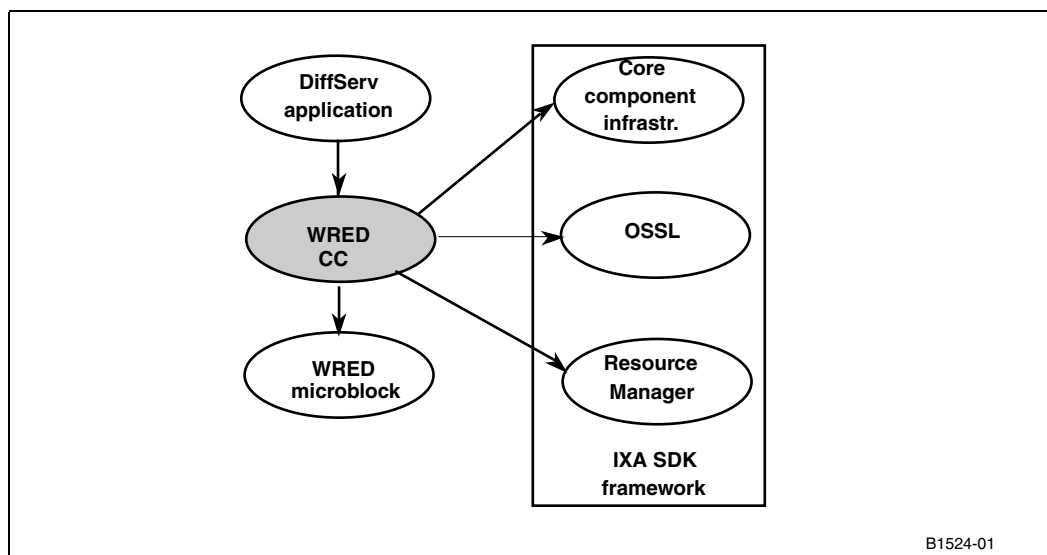 DiffServ
application
WRED
CC
WRED
microblock
Core
component
infrastr.
OSSL
Resource
Manager
IXA SDK
framework
B1524-01